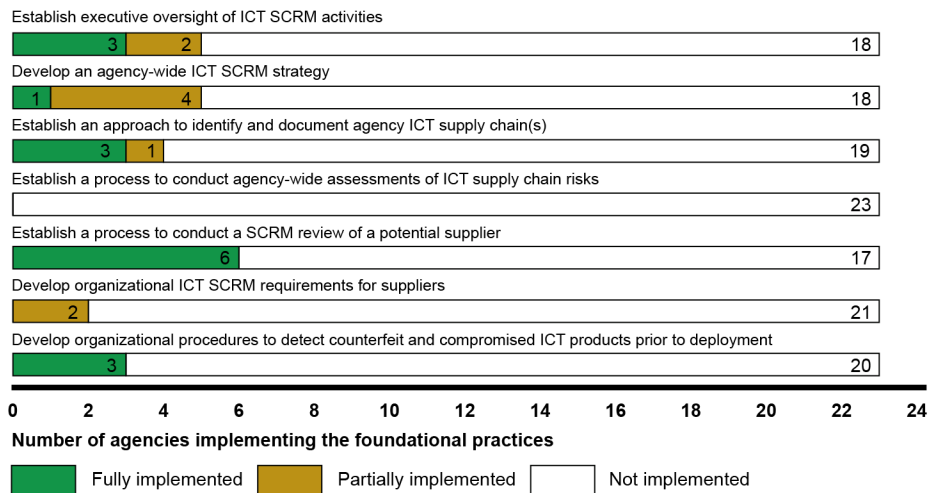 Establish executive oversight of ICT SCRM activities
3 2 18
Develop an agency-wide ICT SCRM strategy
1 4 18
Establish an approach to identify and document agency ICT supply chain(s)
3 1 19
Establish a process to conduct agency-wide assessments of ICT supply chain risks
23
Establish a process to conduct a SCRM review of a potential supplier
6 17
Develop organizational ICT SCRM requirements for suppliers
2 21
Develop organizational procedures to detect counterfeit and compromised ICT products prior to deployment
3 20
0 2 4 6 8 10 12 14 16 18 20 22 24
Number of agencies implementing the foundational practices
Fully implemented Partially implemented Not implemented